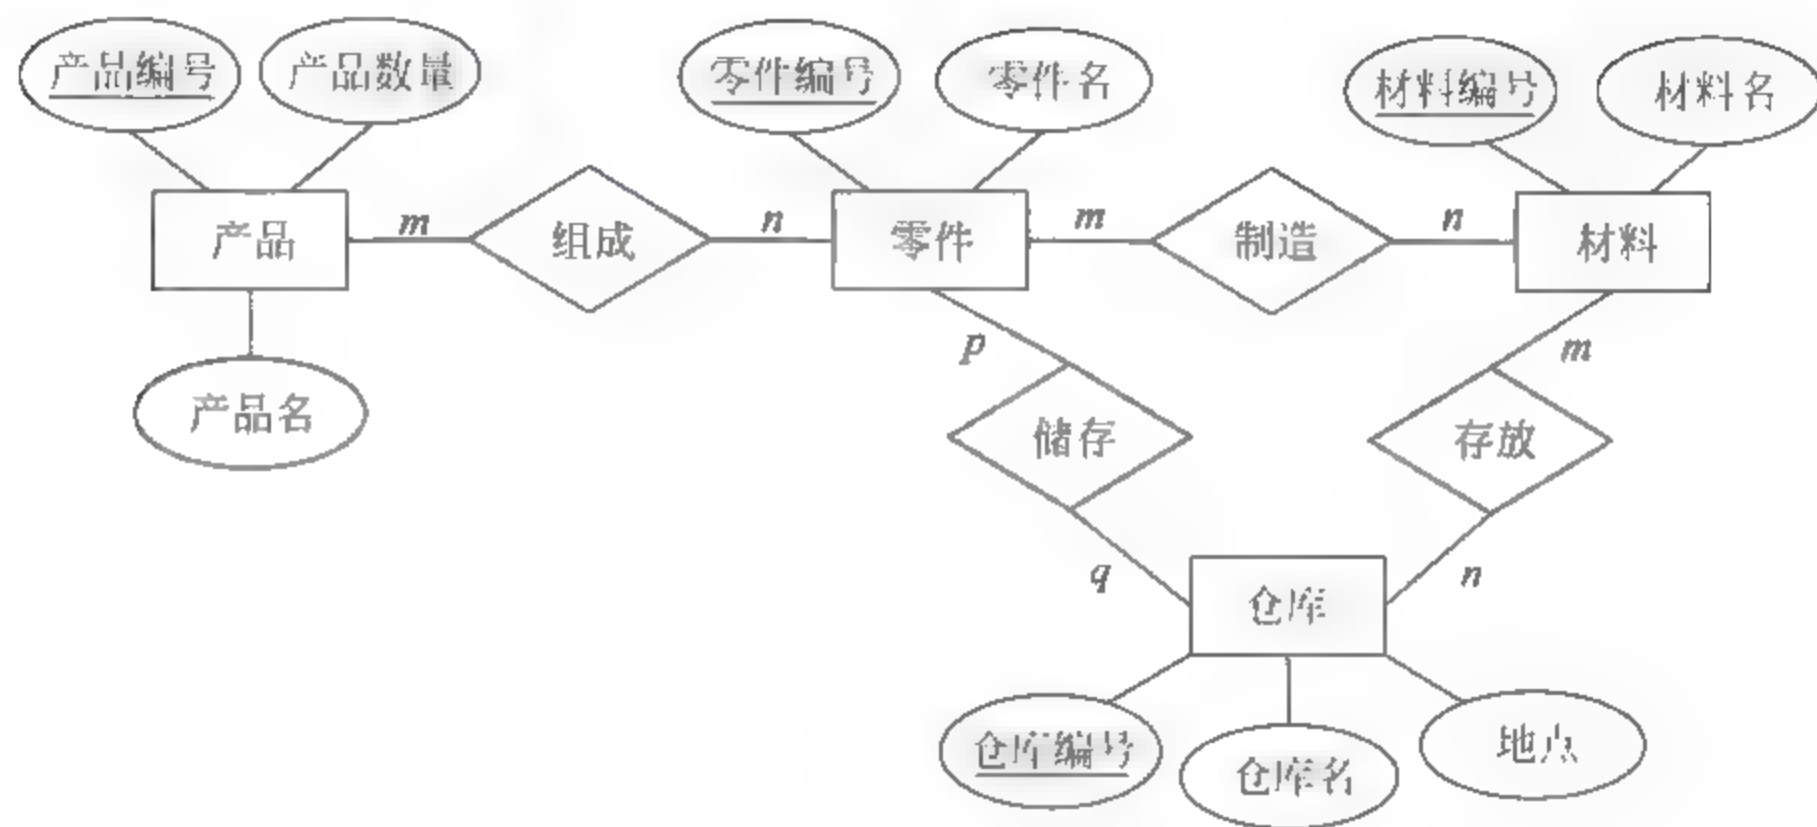 产品编号
产品数量
零件编号
零件名
材料编号
材料名
产品
m
组成
n
零件
m
制造
n
材料
产品名
p
储存
q
m
存放
n
仓库
仓库编号
仓库名
地点